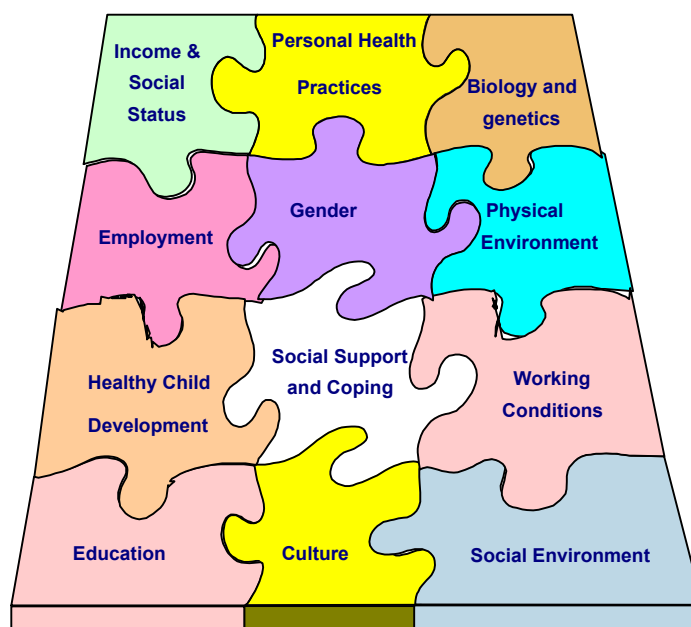 Income &
Social
Status
Personal Health
Practices
Biology and
genetics
Employment
Gender
Physical
Environment
Healthy Child
Development
Social Support
and Coping
Working
Conditions
Education
Culture
Social Environment